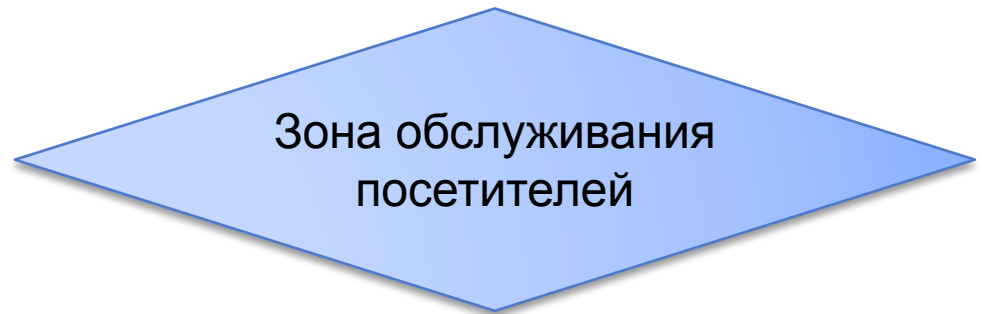 Зона обслуживания
посетителей